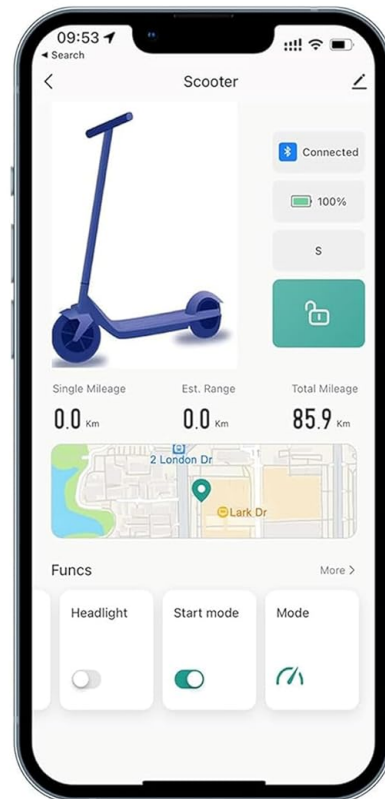 09:53
Search
Scooter
Connected
100%
S
Single Mileage
Est. Range
Total Mileage
0.0 Km
0.0 Km
85.9 Km
2 London Dr
Lark Dr
Funcs
More >
Headlight
Start mode
Mode